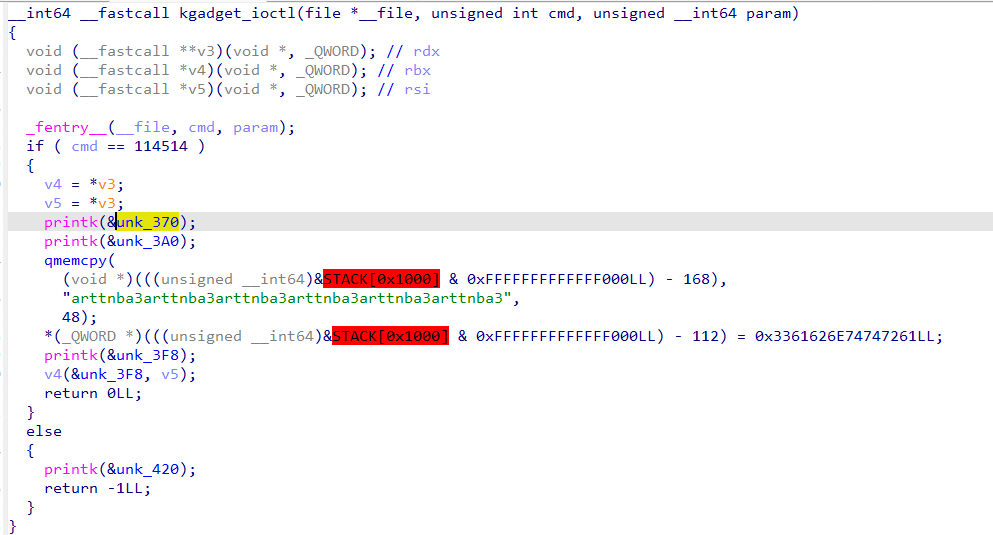 __int64 __fastcall kgadget_ioctl(file *__file, unsigned int cmd, unsigned __int64 param)
{
  void (__fastcall **v3)(void *, _QWORD); // rdx
  void (__fastcall *v4)(void *, _QWORD); // rbx
  void (__fastcall *v5)(void *, _QWORD); // rsi

  _fentry__(__file, cmd, param);
  if ( cmd == 114514 )
  {
    v4 = *v3;
    v5 = *v3;
    printk(&unk_370);
    printk(&unk_3A0);
    qmemcpy(
      (void *)(((unsigned __int64)&STACK[0x1000] & 0xFFFFFFFFFFFFF000LL) - 168),
      "arttnba3arttnba3arttnba3arttnba3arttnba3arttnba3",
      48);
    *(_QWORD *)(((unsigned __int64)&STACK[0x1000] & 0xFFFFFFFFFFFFF000LL) - 112) = 0x3361626E74747261LL;
    printk(&unk_3F8);
    v4(&unk_3F8, v5);
    return 0LL;
  }
  else
  {
    printk(&unk_420);
    return -1LL;
  }
}